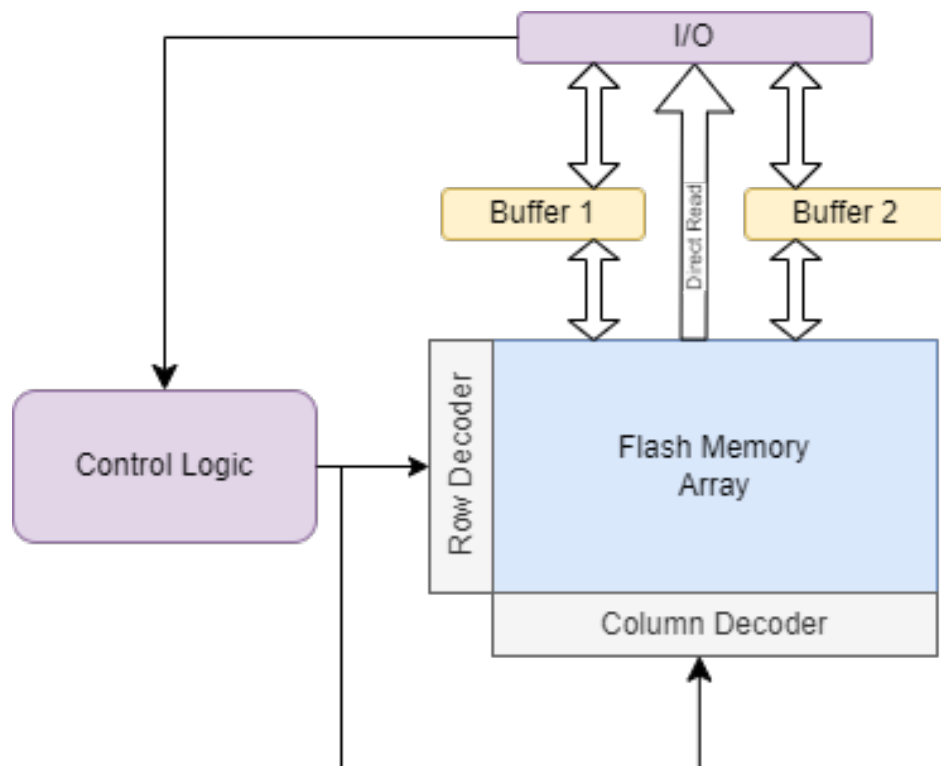 I/O
Buffer 1
Direct Read
Buffer 2
Control Logic
Row Decoder
Flash Memory
Array
Column Decoder